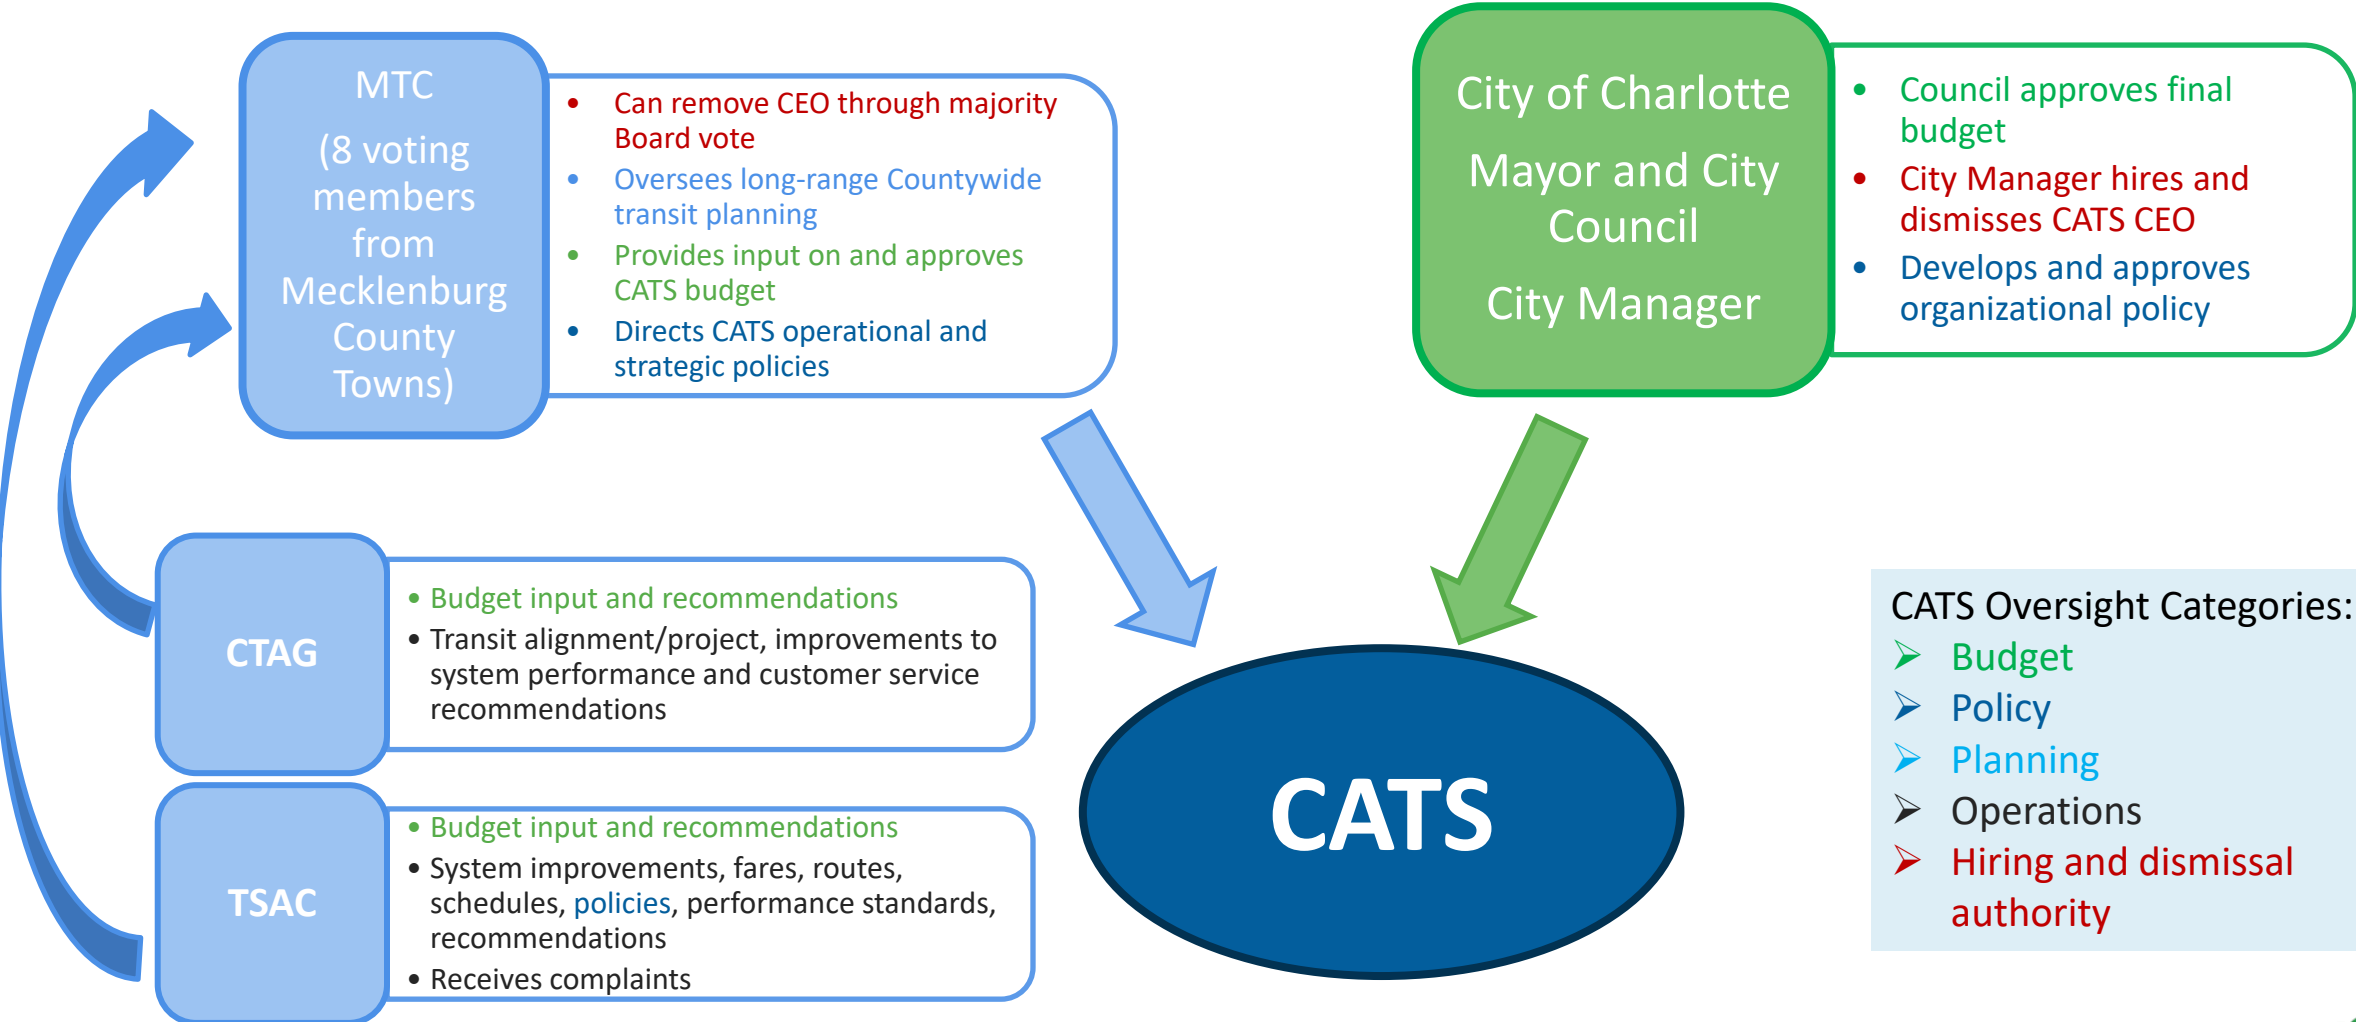 MTC
(8 voting
members
from
Mecklenburg
County
Towns)
• Can remove CEO through majority
Board vote
• Oversees long-range Countywide
transit planning
• Provides input on and approves
CATS budget
• Directs CATS operational and
strategic policies
City of Charlotte
Mayor and City
Council
City Manager
• Council approves final
budget
• City Manager hires and
dismisses CATS CEO
• Develops and approves
organizational policy
CTAG
• Budget input and recommendations
• Transit alignment/project, improvements to
system performance and customer service
recommendations
TSAC
• Budget input and recommendations
• System improvements, fares, routes,
schedules, policies, performance standards,
recommendations
• Receives complaints
CATS
CATS Oversight Categories:
➢ Budget
➢ Policy
➢ Planning
➢ Operations
➢ Hiring and dismissal
authority